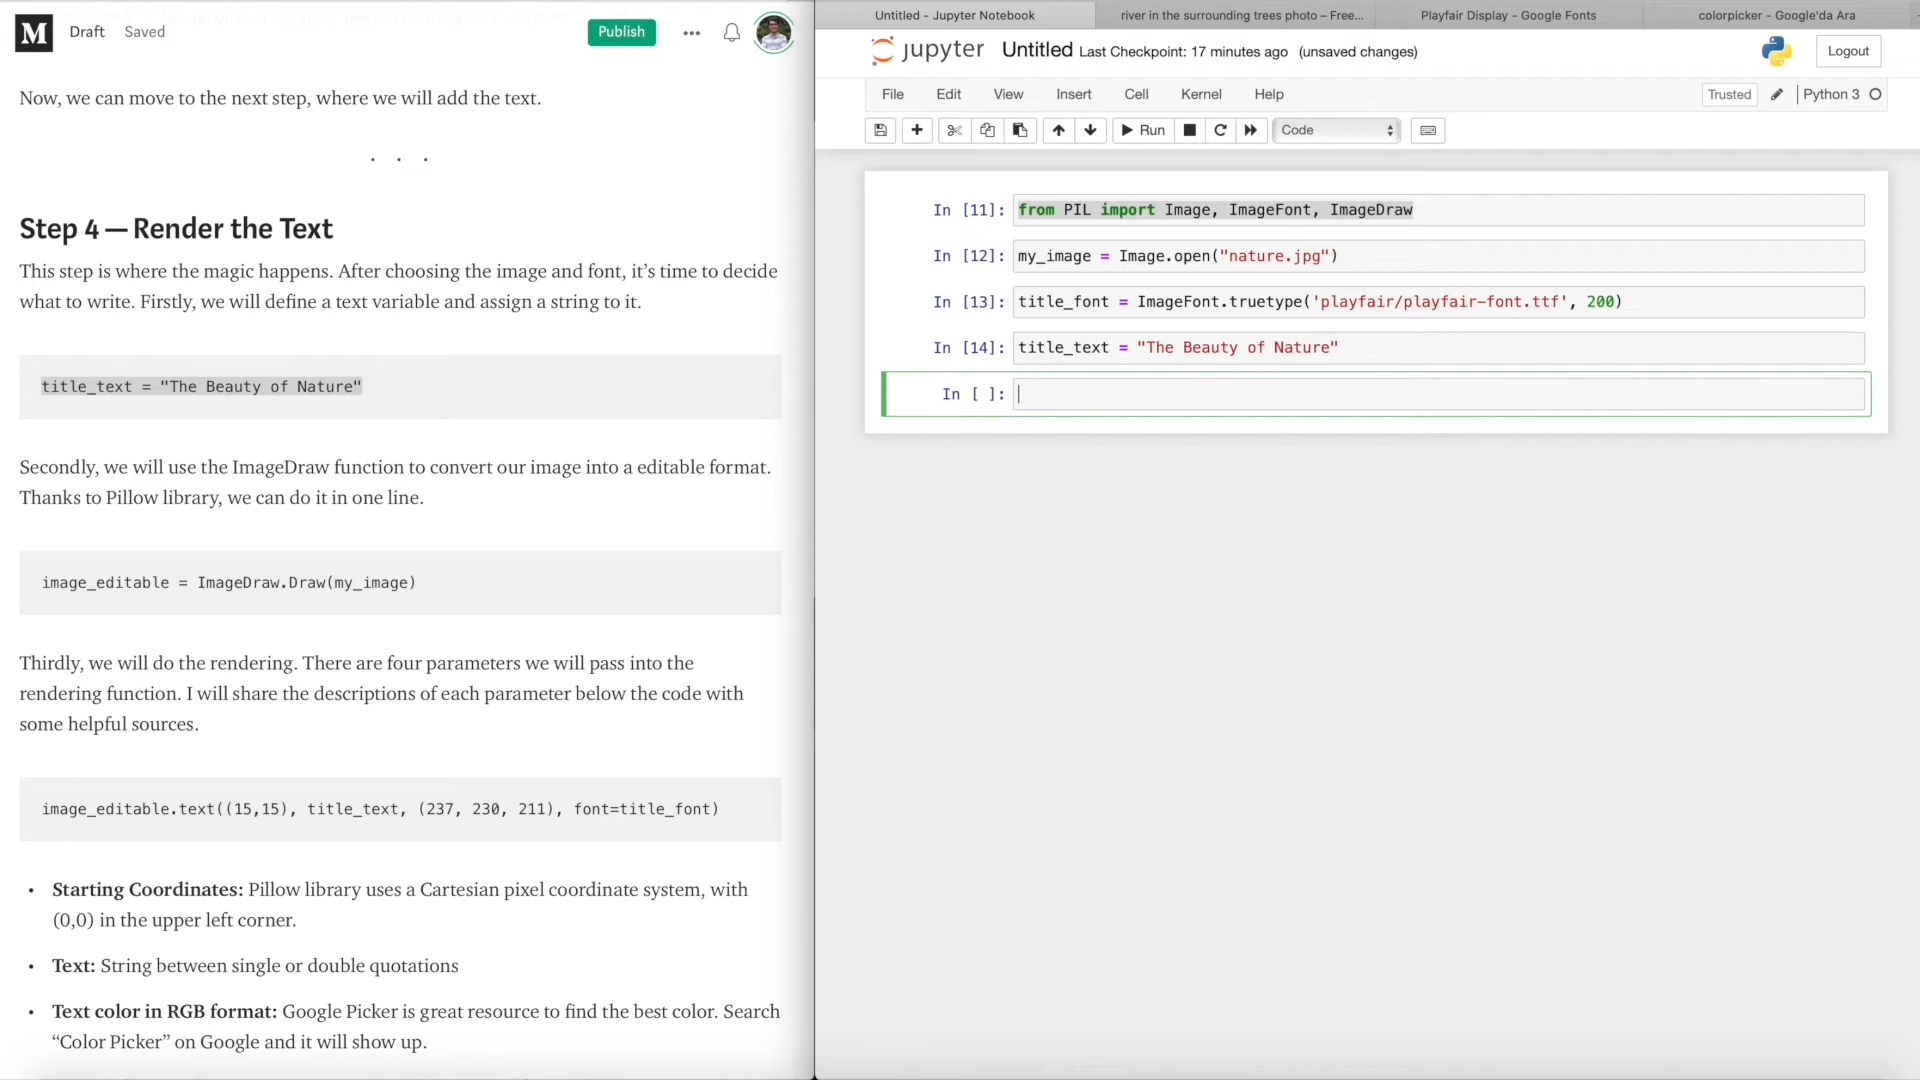 M Draft Saved Publish
Now, we can move to the next step, where we will add the text.
. . .
Step 4 — Render the Text
This step is where the magic happens. After choosing the image and font, it’s time to decide
what to write. Firstly, we will define a text variable and assign a string to it.
title_text = "The Beauty of Nature"
Secondly, we will use the ImageDraw function to convert our image into a editable format.
Thanks to Pillow library, we can do it in one line.
image_editable = ImageDraw.Draw(my_image)
Thirdly, we will do the rendering. There are four parameters we will pass into the
rendering function. I will share the descriptions of each parameter below the code with
some helpful sources.
image_editable.text((15,15), title_text, (237, 230, 211), font=title_font)
• Starting Coordinates: Pillow library uses a Cartesian pixel coordinate system, with
(0,0) in the upper left corner.
• Text: String between single or double quotations
• Text color in RGB format: Google Picker is great resource to find the best color. Search
“Color Picker” on Google and it will show up.
Untitled - Jupyter Notebook river in the surrounding trees photo – Free... Playfair Display - Google Fonts colorpicker - Google'da Ara
jupyter Untitled Last Checkpoint: 17 minutes ago (unsaved changes) Logout
File Edit View Insert Cell Kernel Help Trusted Python 3
Run Code
In [11]: from PIL import Image, ImageFont, ImageDraw
In [12]: my_image = Image.open("nature.jpg")
In [13]: title_font = ImageFont.truetype('playfair/playfair-font.ttf', 200)
In [14]: title_text = "The Beauty of Nature"
In [ ]: